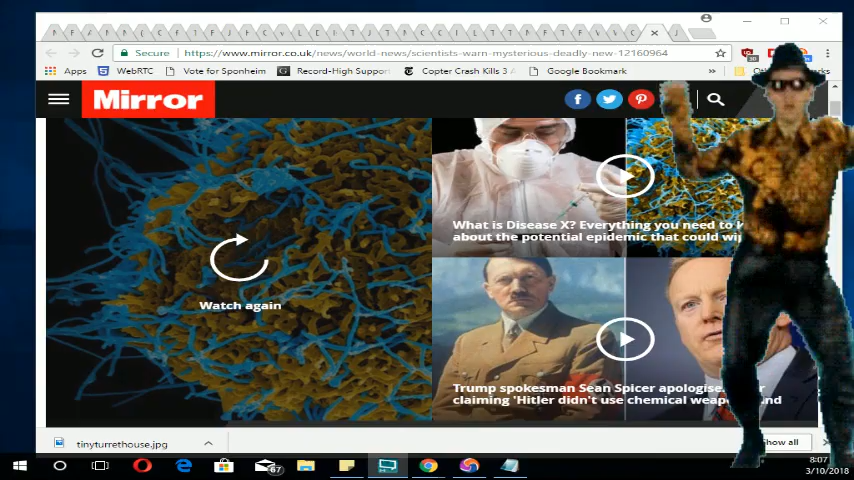 Secure
https://www.mirror.co.uk/news/world-news/scientists-warn-mysterious-deadly-new-12160964
Apps
WebRTC
Vote for Sponheim
Record-High Suppor
Copter Crash Kills 3
Google Bookmark
»
Mirror
What is Disease X? Everything you need to
about the potential epidemic that could wip
Watch again
Trump spokesman Sean Spicer apologise
claiming 'Hitler didn't use chemical weap
tinyturrethouse.jpg
Show all
67
8:07
3/10/2018